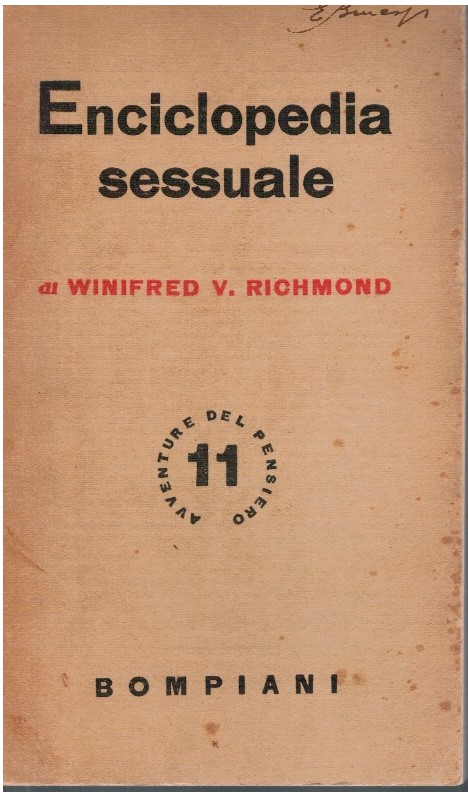 Enciclopedia
sessuale
di WINIFRED V. RICHMOND
AVVENTURE DEL PENSIERO
11
BOMPIANI